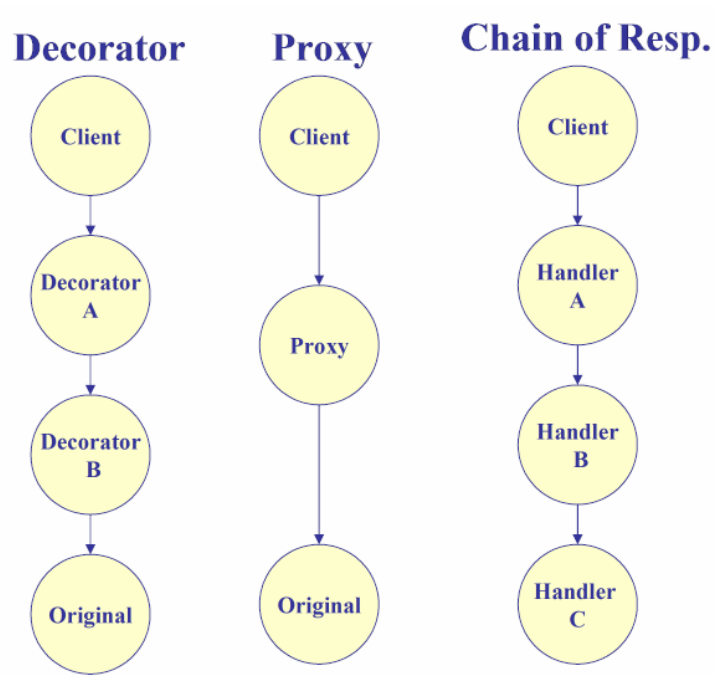 Decorator
Client
Decorator
A
Decorator
B
Original
Proxy
Client
Proxy
Original
Chain of Resp.
Client
Handler
A
Handler
B
Handler
C